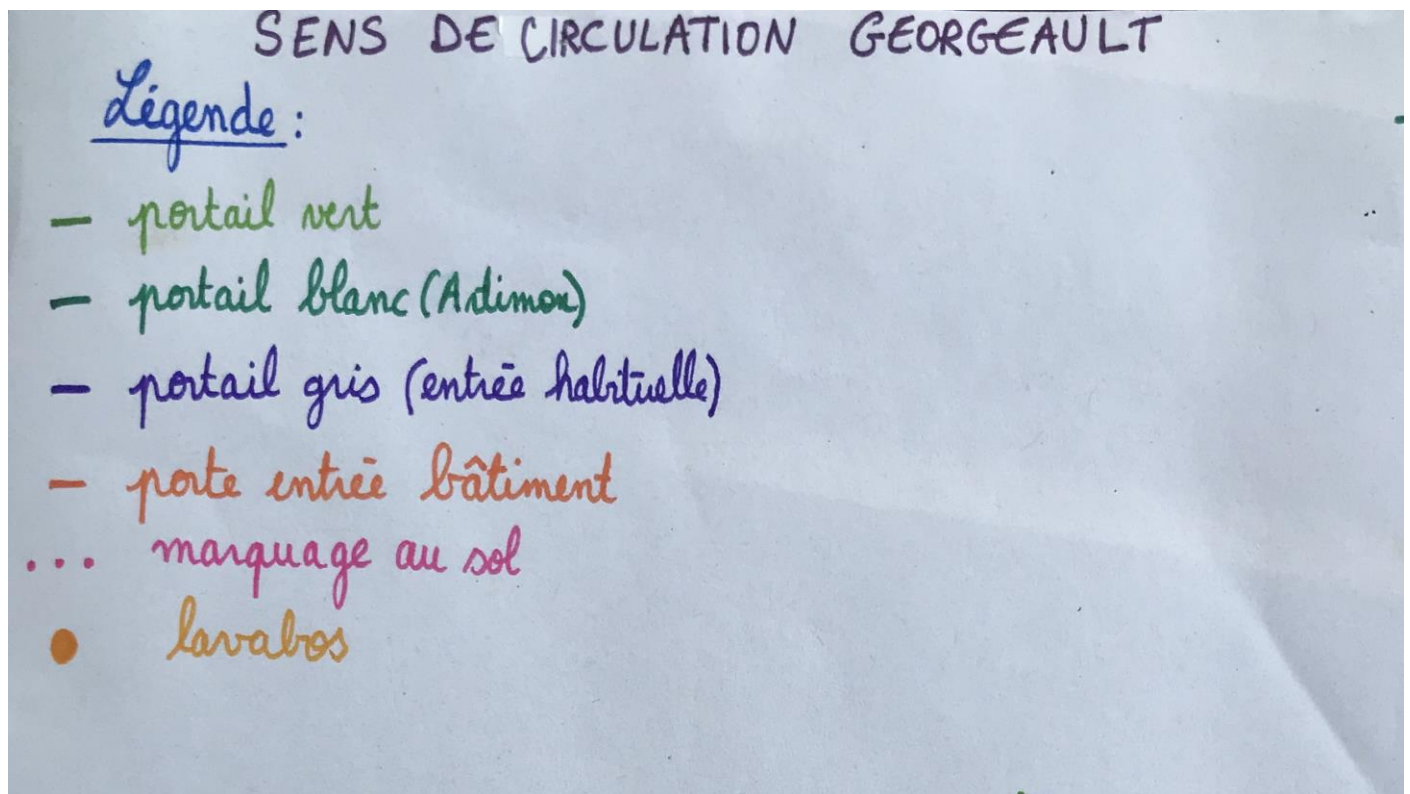 SENS DE CIRCULATION GEORGEAULT
Légende :
— portail vert
— portail blanc (Adimon)
— portail gris (entrée habituelle)
— porte entrée bâtiment
... marquage au sol
lavabos